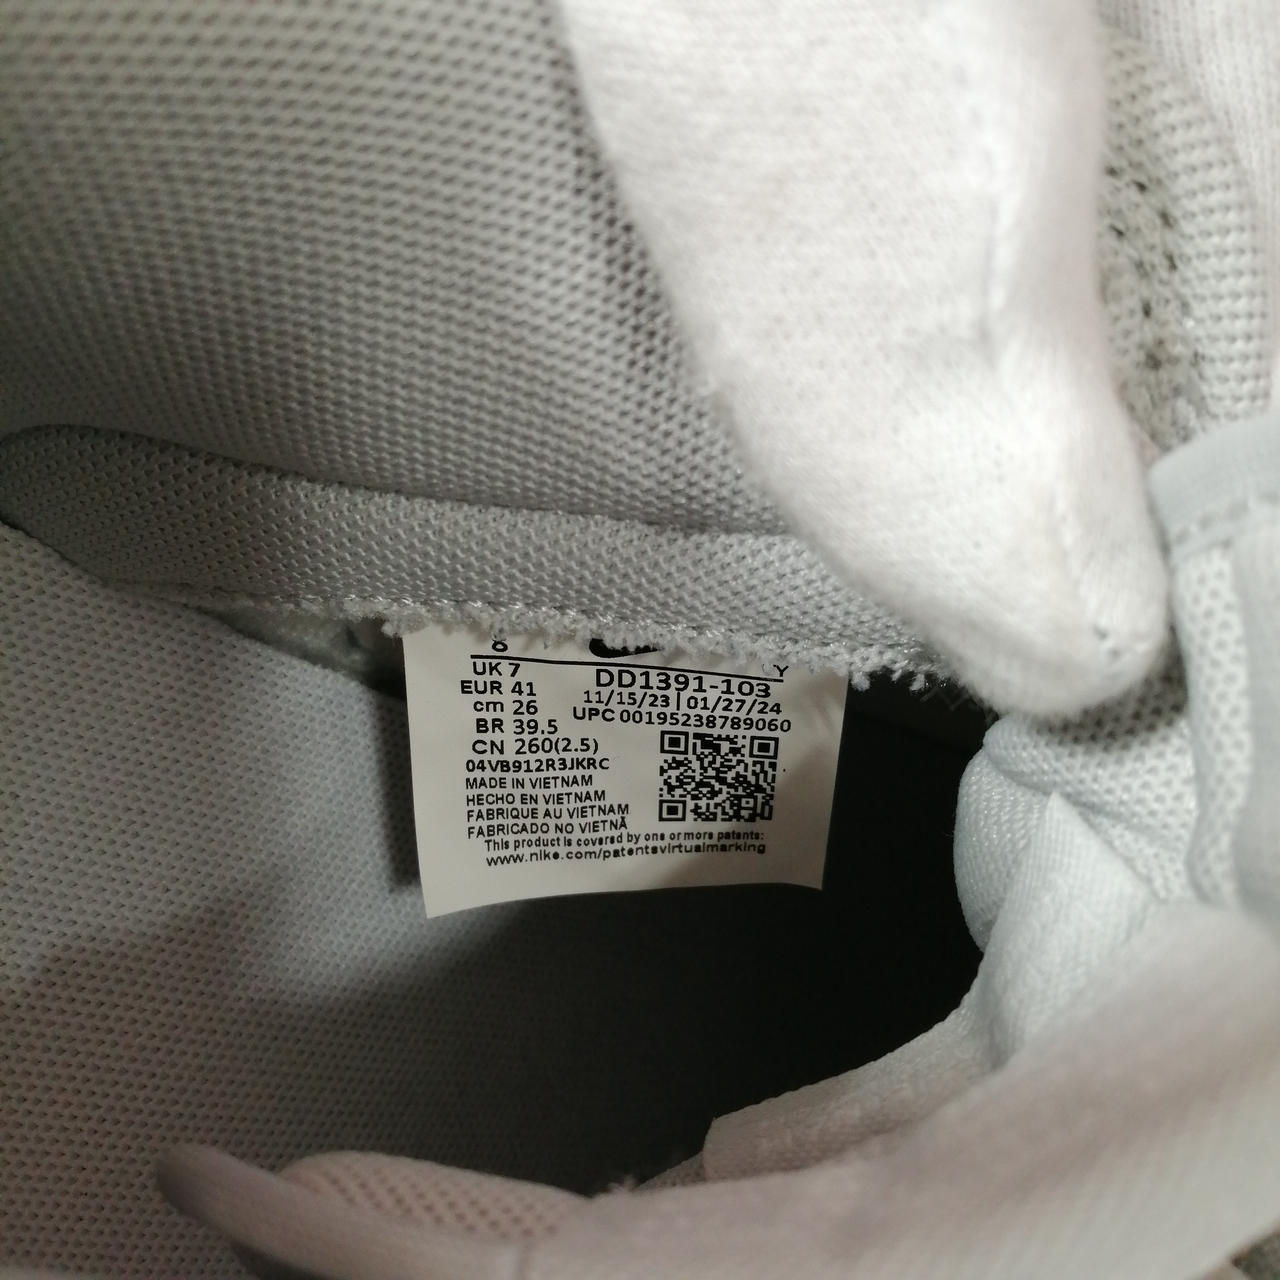 8
Y
UK 7
EUR 41
cm 26
BR 39.5
CN 260(2.5)
DD1391-103
11/15/23 | 01/27/24
UPC 00195238789060
04VB912R3JKRC
MADE IN VIETNAM
HECHO EN VIETNAM
FABRIQUE AU VIETNAM
FABRICADO NO VIETNÃ
This product is covered by one or more patents:
www.nike.com/patentsvirtualmarking